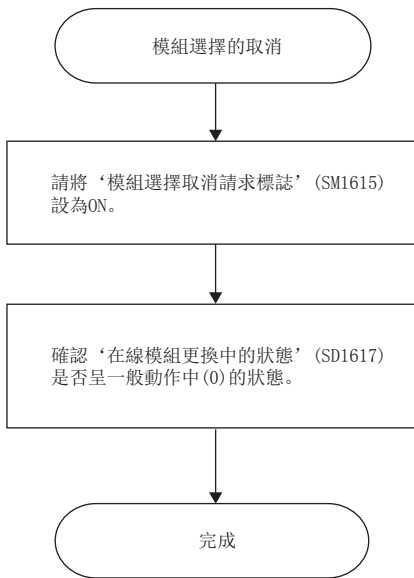 模組選擇的取消
請將‘模組選擇取消請求標誌’(SM1615)
設為ON。
確認‘在線模組更換中的狀態’(SD1617)
是否呈一般動作中(0)的狀態。
完成